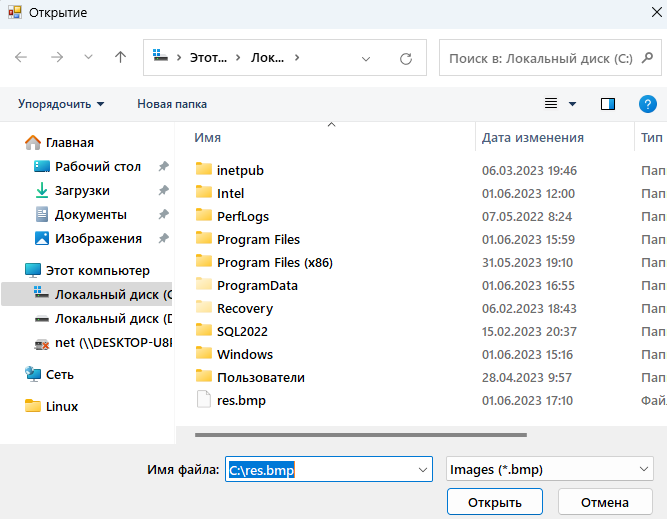 Открытие
Этот... Лок...
Поиск в: Локальный диск (C:)
Упорядочить Новая папка
Имя Дата изменения Тип
Главная
Рабочий стол
Загрузки
Документы
Изображения
Этот компьютер
Локальный диск (C
Локальный диск (D
net (\\DESKTOP-U8F
Сеть
Linux
inetpub 06.03.2023 19:46 Пап
Intel 01.06.2023 12:00 Пап
PerfLogs 07.05.2022 8:24 Пап
Program Files 01.06.2023 15:59 Пап
Program Files (x86) 31.05.2023 19:10 Пап
ProgramData 01.06.2023 16:55 Пап
Recovery 06.02.2023 18:43 Пап
SQL2022 15.02.2023 20:37 Пап
Windows 01.06.2023 15:16 Пап
Пользователи 28.04.2023 9:57 Пап
res.bmp 01.06.2023 17:10 Фай
Имя файла: C:\res.bmp Images (*.bmp)
Открыть Отмена